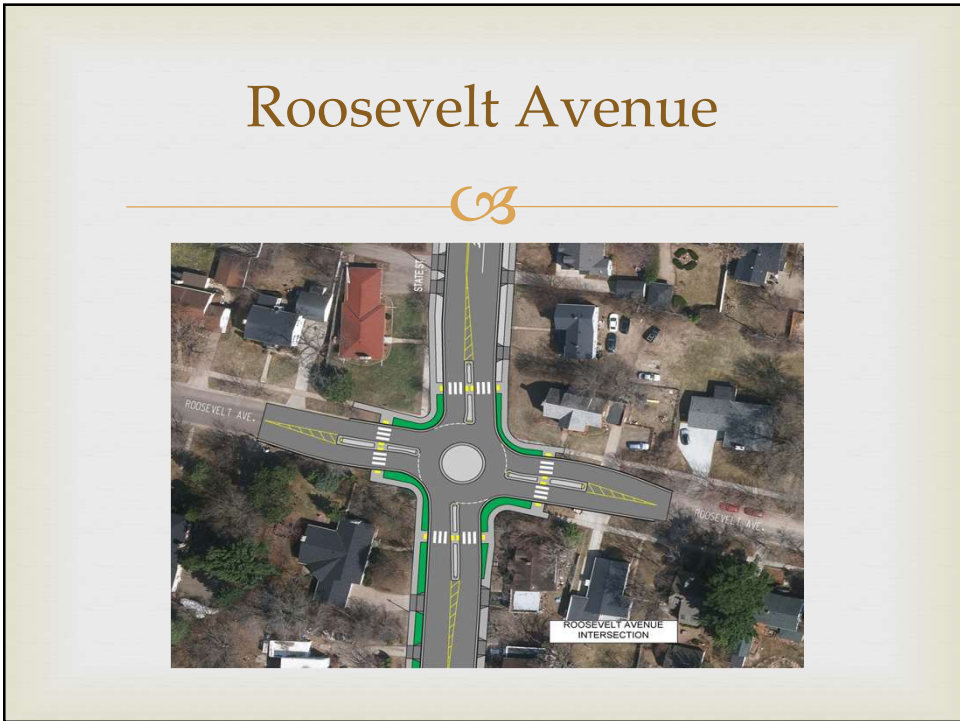 Roosevelt Avenue
STATE ST.
ROOSEVELT AVE.
ROOSEVELT AVE.
ROOSEVELT AVENUE
INTERSECTION